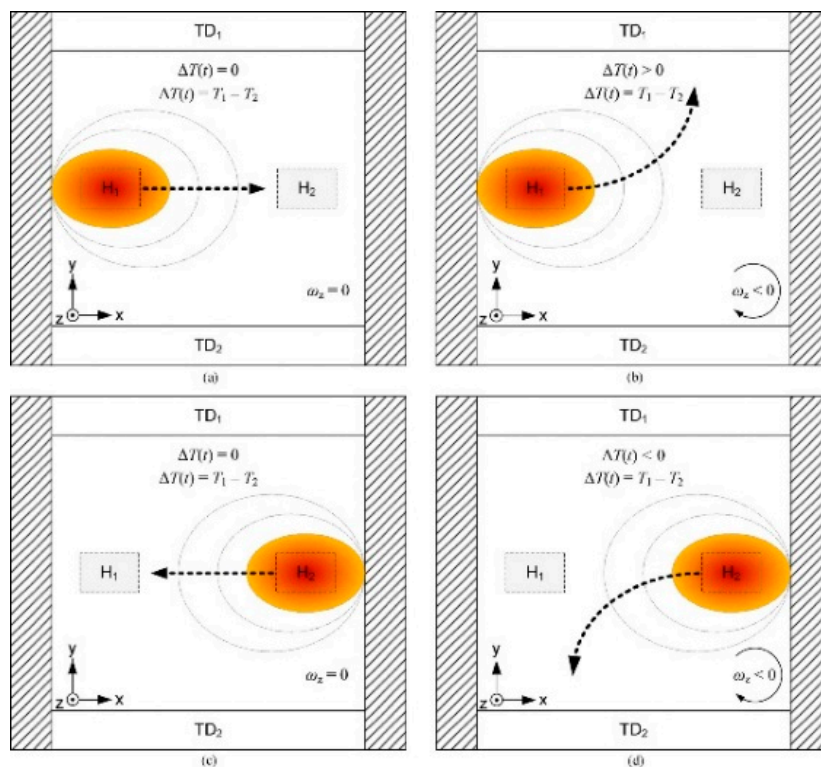 TD₁
ΔT(t) = 0
ΔT(t) = T₁ – T₂
H₁
H₂
y
z
x
ω_z = 0
TD₂
(a)
TD₁
ΔT(t) > 0
ΔT(t) = T₁ – T₂
H₁
H₂
y
z
x
ω_z < 0
TD₂
(b)
TD₁
ΔT(t) = 0
ΔT(t) = T₁ – T₂
H₁
H₂
y
z
x
ω_z = 0
TD₂
(c)
TD₁
ΔT(t) < 0
ΔT(t) = T₁ – T₂
H₁
H₂
y
z
x
ω_z < 0
TD₂
(d)